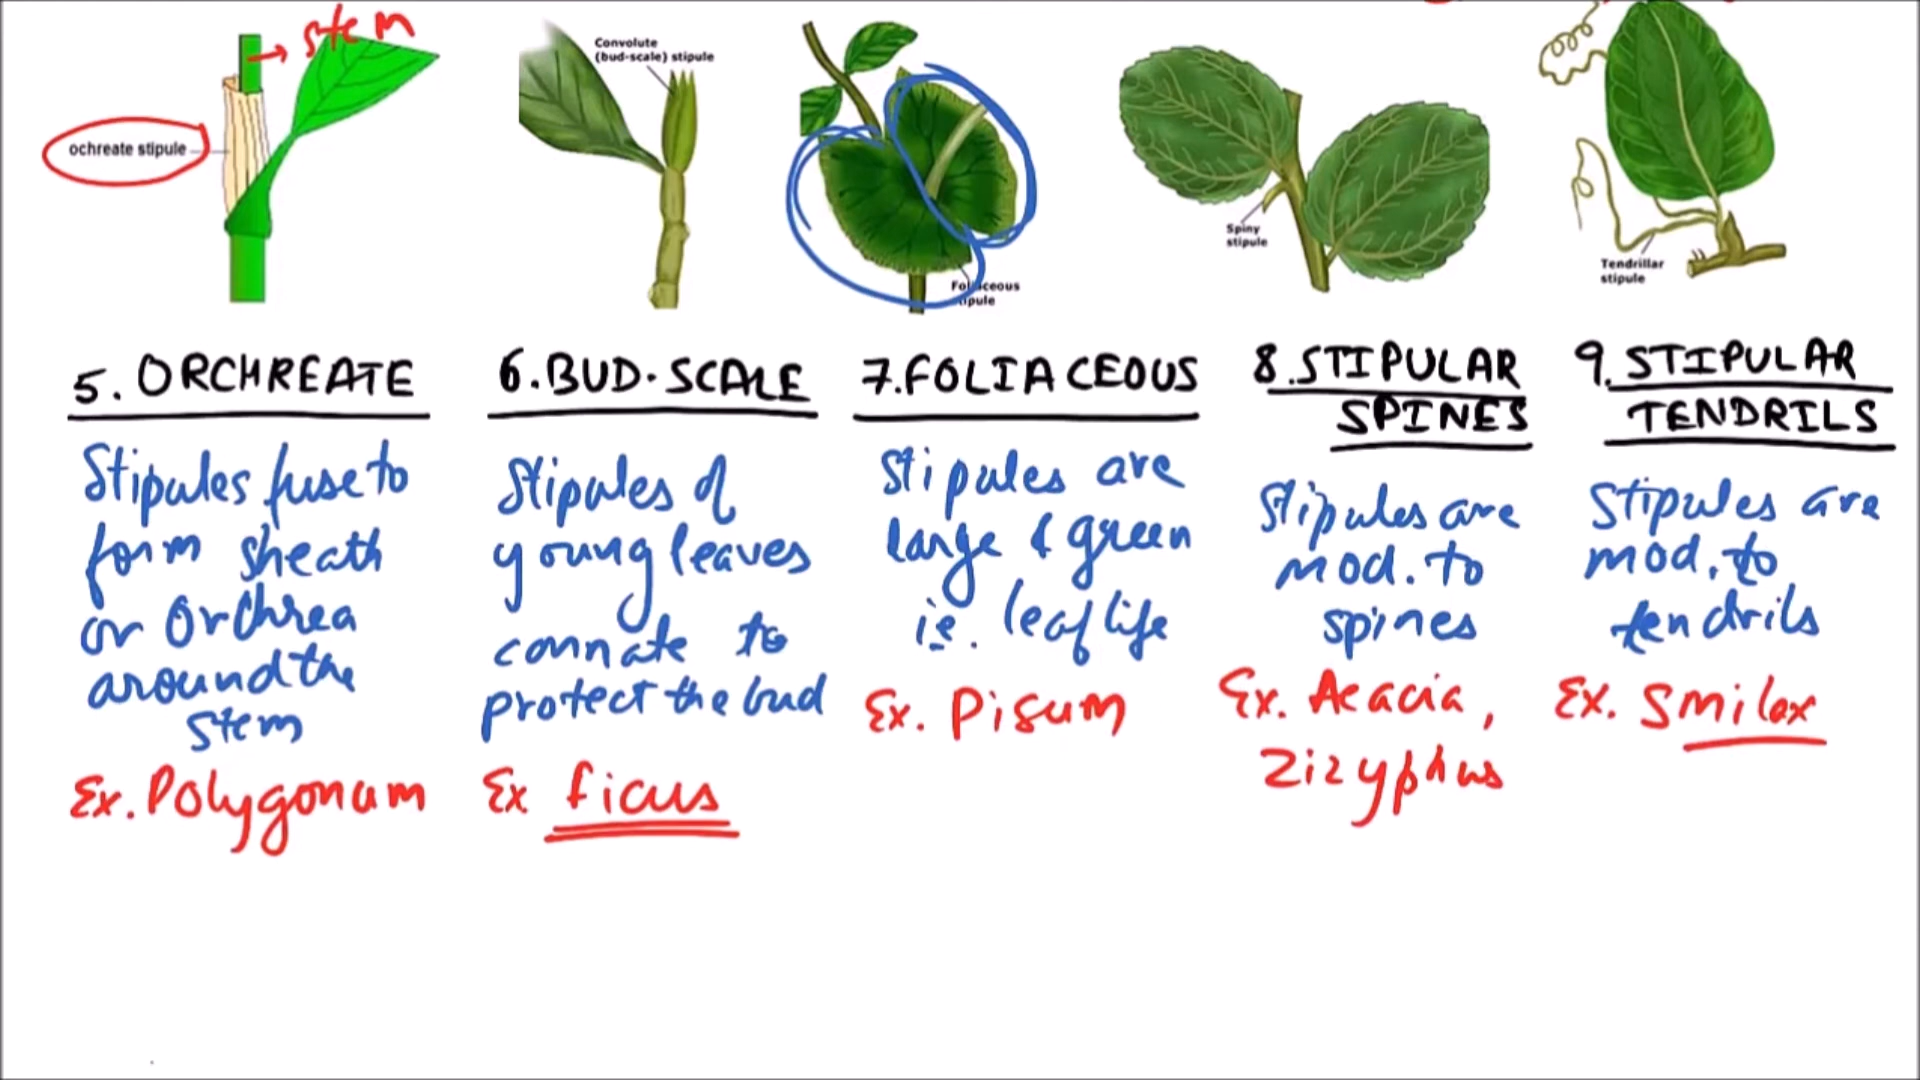 stem
ochreate stipule
Convolute
(bud-scale) stipule
Foliaceous
stipule
Spiny
stipule
Tendrillar
stipule
5. ORCHREATE
Stipules fuse to
form sheath
or Orchrea
around the
stem
Ex. Polygonum
6. BUD-SCALE
Stipules of
young leaves
connate to
protect the bud
Ex ficus
7. FOLIACEOUS
Stipules are
large & green
i.e. leaf life
Ex. Pisum
8. STIPULAR
SPINES
Stipules are
mod. to
spines
Ex. Acacia,
Zizyphus
9. STIPULAR
TENDRILS
Stipules are
mod. to
tendrils
Ex. Smilax